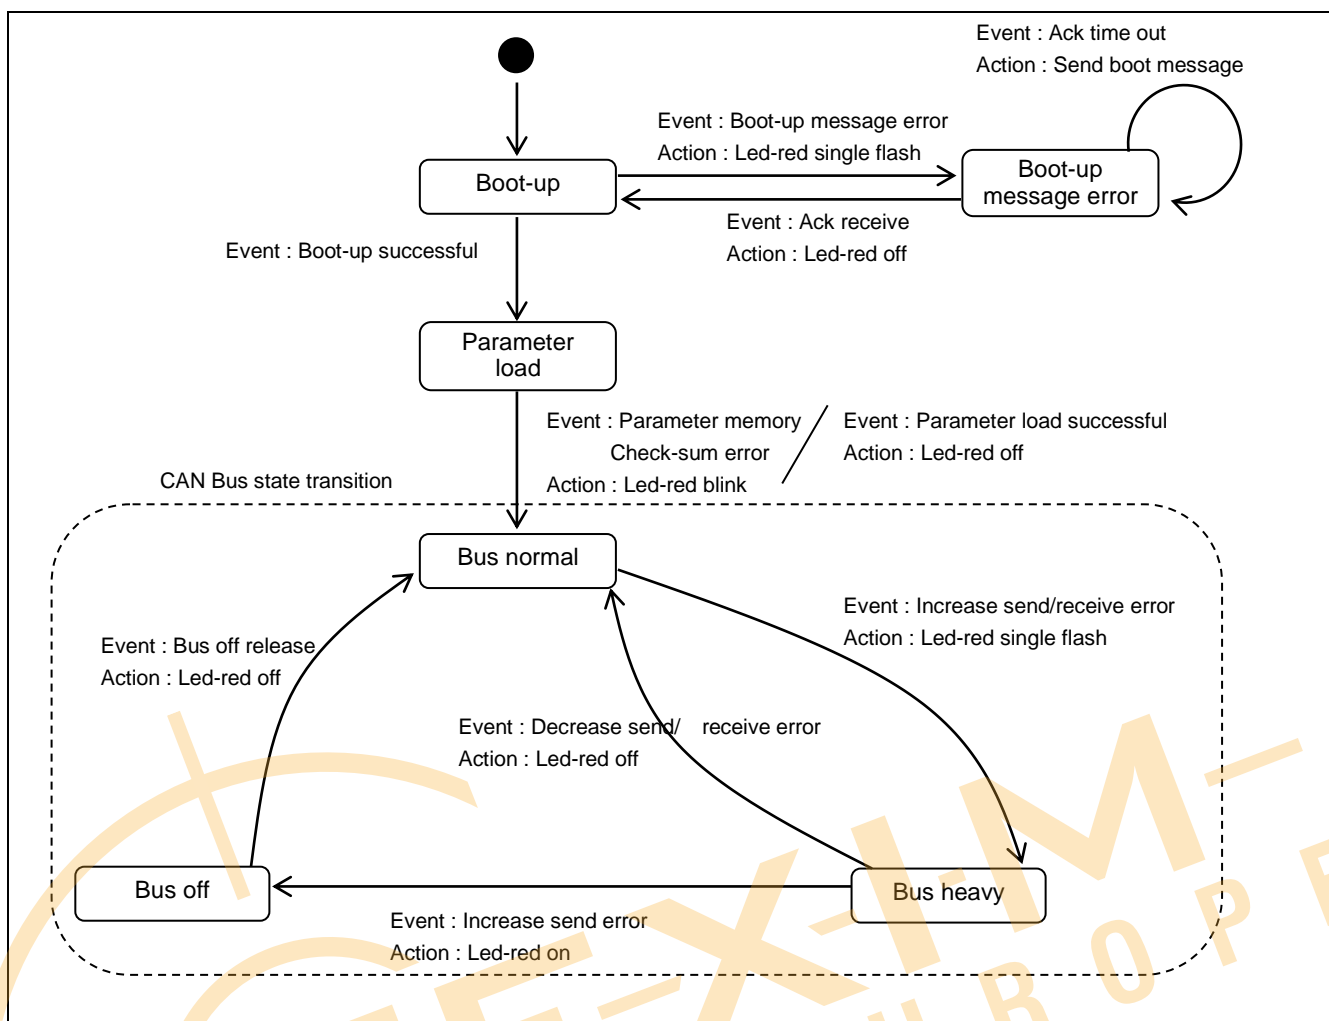 Event : Ack time out
Action : Send boot message
Event : Boot-up message error
Action : Led-red single flash
Boot-up
Boot-up
message error
Event : Ack receive
Action : Led-red off
Event : Boot-up successful
Parameter
load
Event : Parameter memory
Check-sum error
Action : Led-red blink
Event : Parameter load successful
Action : Led-red off
CAN Bus state transition
Bus normal
Event : Increase send/receive error
Action : Led-red single flash
Event : Bus off release
Action : Led-red off
Event : Decrease send/ receive error
Action : Led-red off
Bus off
Bus heavy
Event : Increase send error
Action : Led-red on